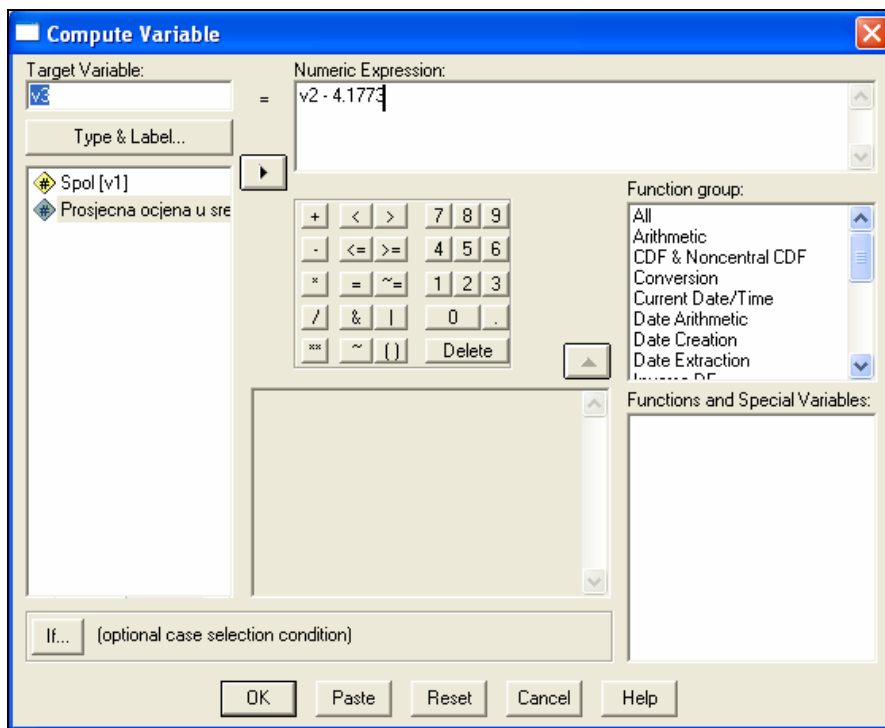 Compute Variable
Target Variable:
v3
=
Numeric Expression:
v2 - 4.1773
Type & Label...
Spol [v1]
Prosjecna ocjena u sre
+ < > 7 8 9
- <= >= 4 5 6
* = ~= 1 2 3
/ & | 0 .
** ~ () Delete
Function group:
All
Arithmetic
CDF & Noncentral CDF
Conversion
Current Date/Time
Date Arithmetic
Date Creation
Date Extraction
Inverse DF
Functions and Special Variables:
If... (optional case selection condition)
OK Paste Reset Cancel Help